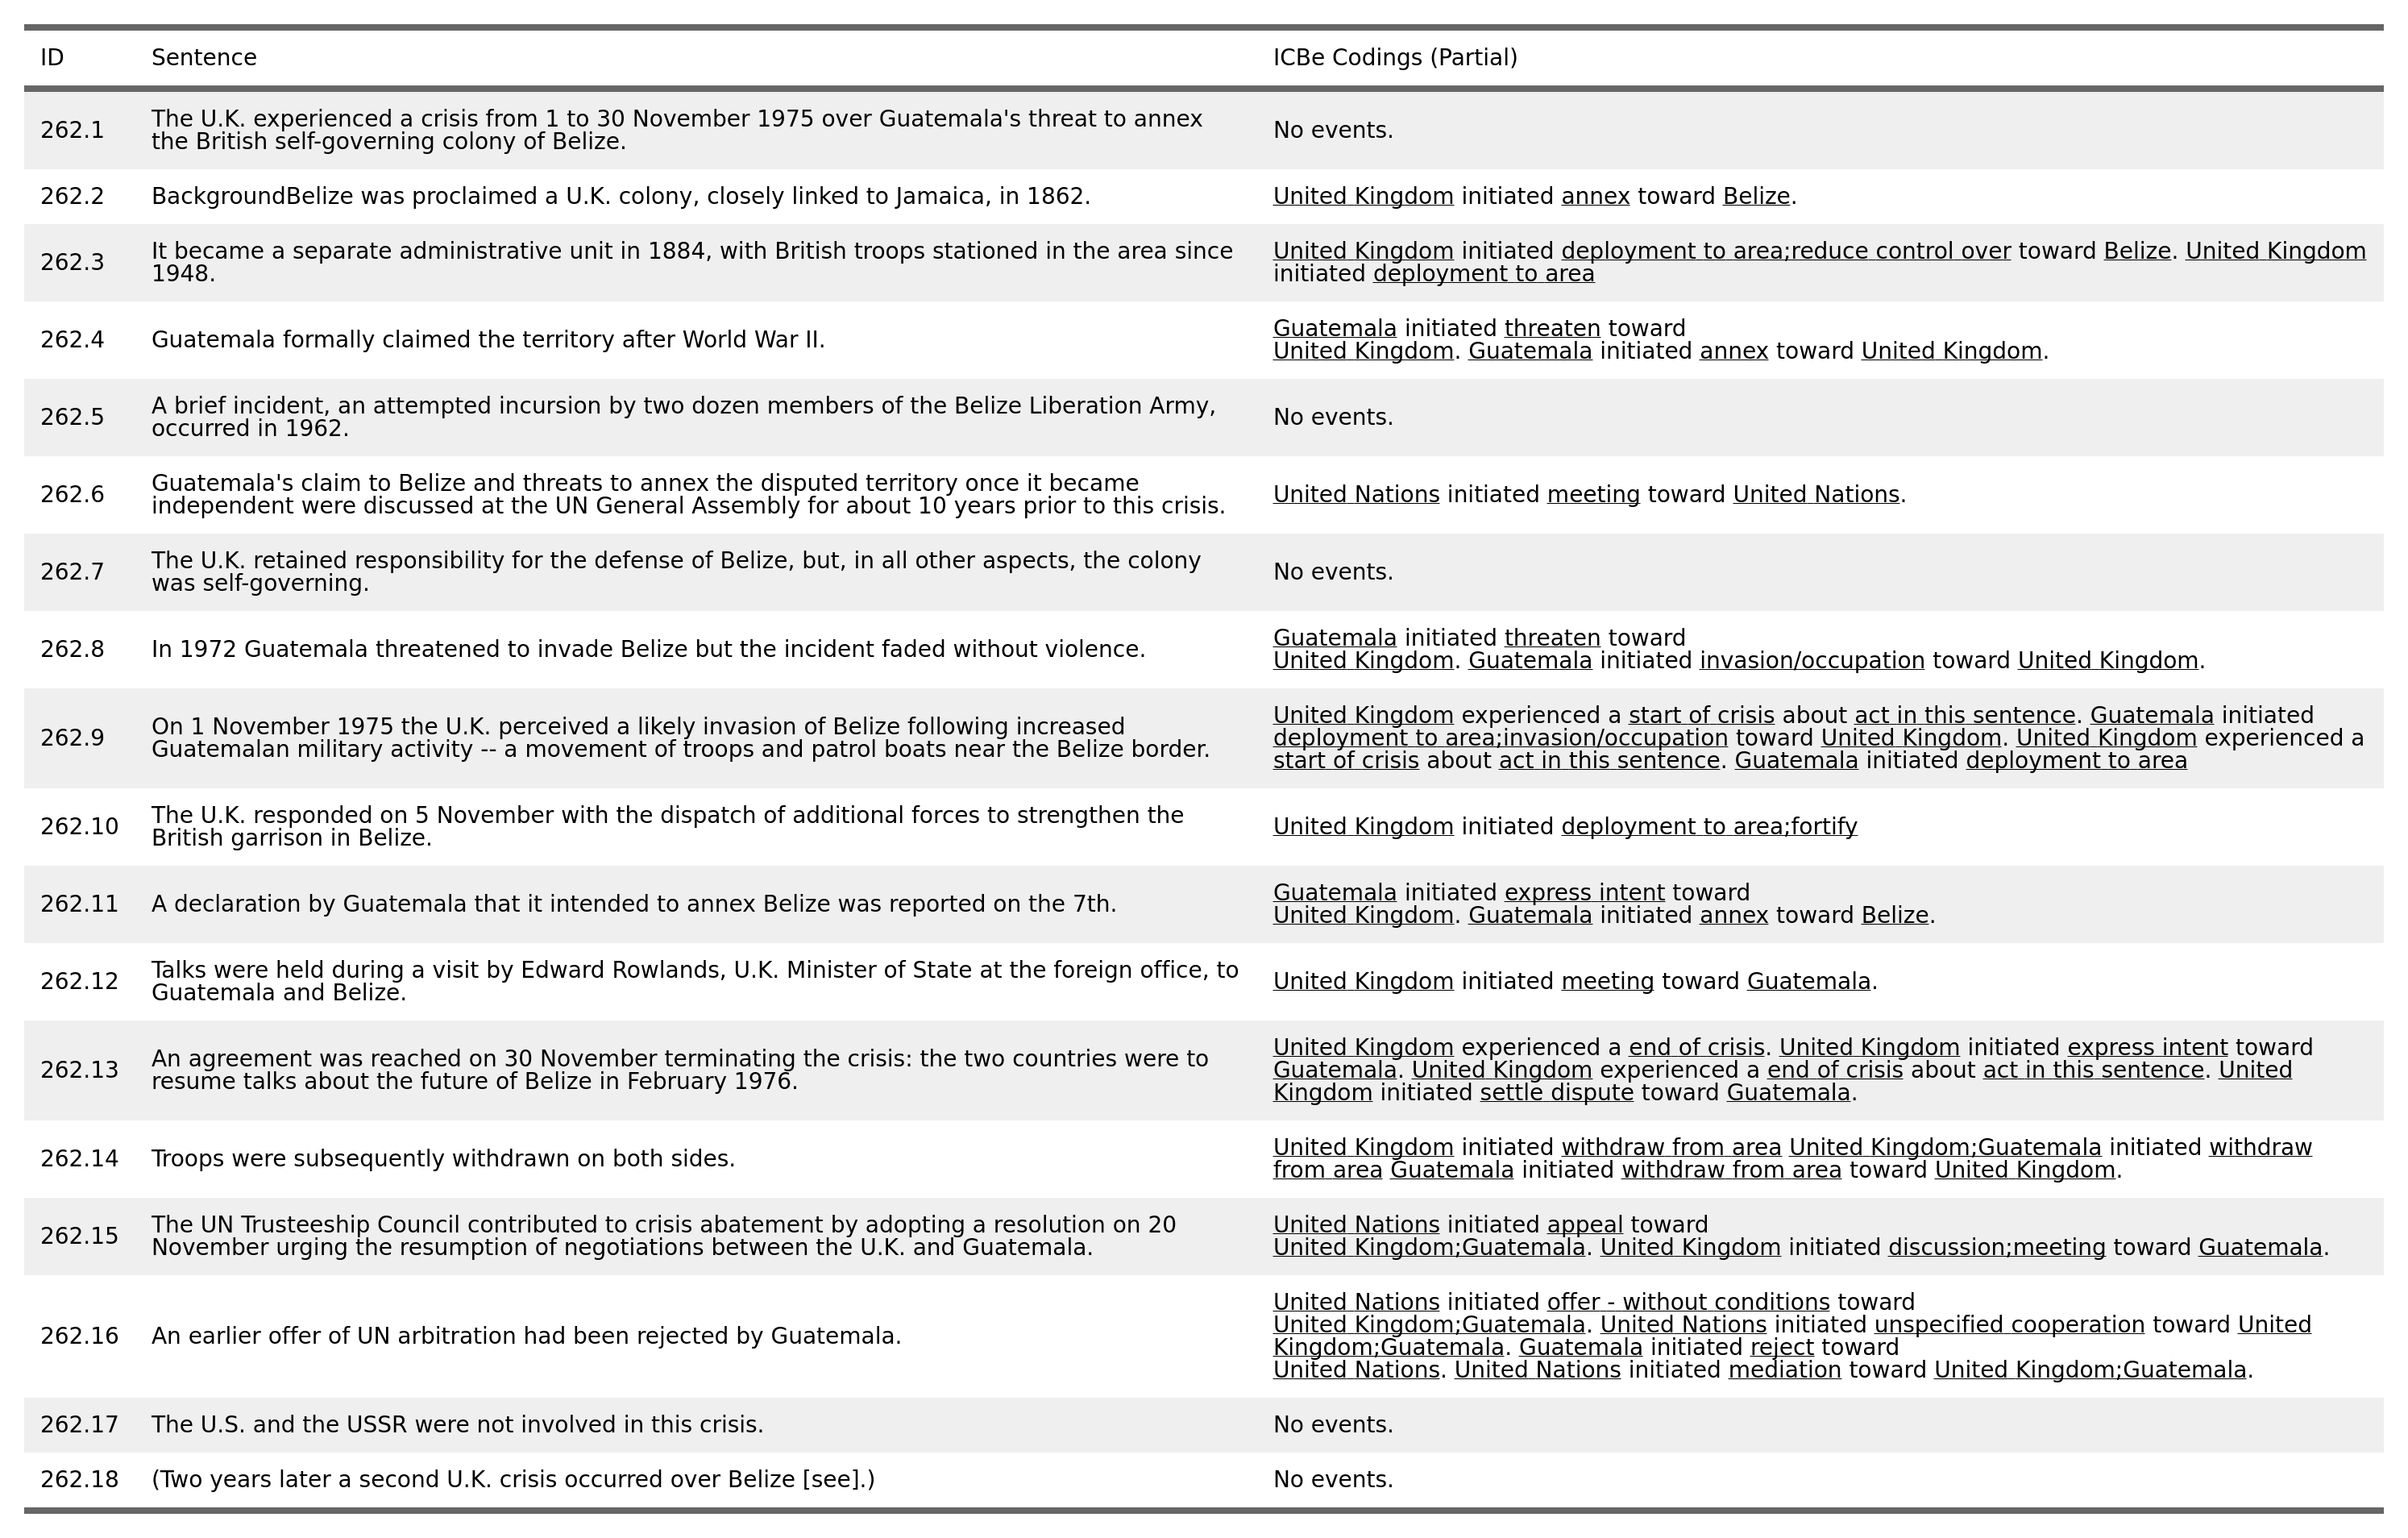 ID Sentence ICBe Codings (Partial)
262.1 The U.K. experienced a crisis from 1 to 30 November 1975 over Guatemala's threat to annex
the British self-governing colony of Belize. No events.
262.2 BackgroundBelize was proclaimed a U.K. colony, closely linked to Jamaica, in 1862. United Kingdom initiated annex toward Belize.
262.3 It became a separate administrative unit in 1884, with British troops stationed in the area since
1948. United Kingdom initiated deployment to area;reduce control over toward Belize. United Kingdom
initiated deployment to area
262.4 Guatemala formally claimed the territory after World War II. Guatemala initiated threaten toward
United Kingdom. Guatemala initiated annex toward United Kingdom.
262.5 A brief incident, an attempted incursion by two dozen members of the Belize Liberation Army,
occurred in 1962. No events.
262.6 Guatemala's claim to Belize and threats to annex the disputed territory once it became
independent were discussed at the UN General Assembly for about 10 years prior to this crisis. United Nations initiated meeting toward United Nations.
262.7 The U.K. retained responsibility for the defense of Belize, but, in all other aspects, the colony
was self-governing. No events.
262.8 In 1972 Guatemala threatened to invade Belize but the incident faded without violence. Guatemala initiated threaten toward
United Kingdom. Guatemala initiated invasion/occupation toward United Kingdom.
262.9 On 1 November 1975 the U.K. perceived a likely invasion of Belize following increased
Guatemalan military activity -- a movement of troops and patrol boats near the Belize border. United Kingdom experienced a start of crisis about act in this sentence. Guatemala initiated
deployment to area;invasion/occupation toward United Kingdom. United Kingdom experienced a
start of crisis about act in this sentence. Guatemala initiated deployment to area
262.10 The U.K. responded on 5 November with the dispatch of additional forces to strengthen the
British garrison in Belize. United Kingdom initiated deployment to area;fortify
262.11 A declaration by Guatemala that it intended to annex Belize was reported on the 7th. Guatemala initiated express intent toward
United Kingdom. Guatemala initiated annex toward Belize.
262.12 Talks were held during a visit by Edward Rowlands, U.K. Minister of State at the foreign office, to
Guatemala and Belize. United Kingdom initiated meeting toward Guatemala.
262.13 An agreement was reached on 30 November terminating the crisis: the two countries were to
resume talks about the future of Belize in February 1976. United Kingdom experienced a end of crisis. United Kingdom initiated express intent toward
Guatemala. United Kingdom experienced a end of crisis about act in this sentence. United
Kingdom initiated settle dispute toward Guatemala.
262.14 Troops were subsequently withdrawn on both sides. United Kingdom initiated withdraw from area United Kingdom;Guatemala initiated withdraw
from area Guatemala initiated withdraw from area toward United Kingdom.
262.15 The UN Trusteeship Council contributed to crisis abatement by adopting a resolution on 20
November urging the resumption of negotiations between the U.K. and Guatemala. United Nations initiated appeal toward
United Kingdom;Guatemala. United Kingdom initiated discussion;meeting toward Guatemala.
262.16 An earlier offer of UN arbitration had been rejected by Guatemala. United Nations initiated offer - without conditions toward
United Kingdom;Guatemala. United Nations initiated unspecified cooperation toward United
Kingdom;Guatemala. Guatemala initiated reject toward
United Nations. United Nations initiated mediation toward United Kingdom;Guatemala.
262.17 The U.S. and the USSR were not involved in this crisis. No events.
262.18 (Two years later a second U.K. crisis occurred over Belize [see].) No events.